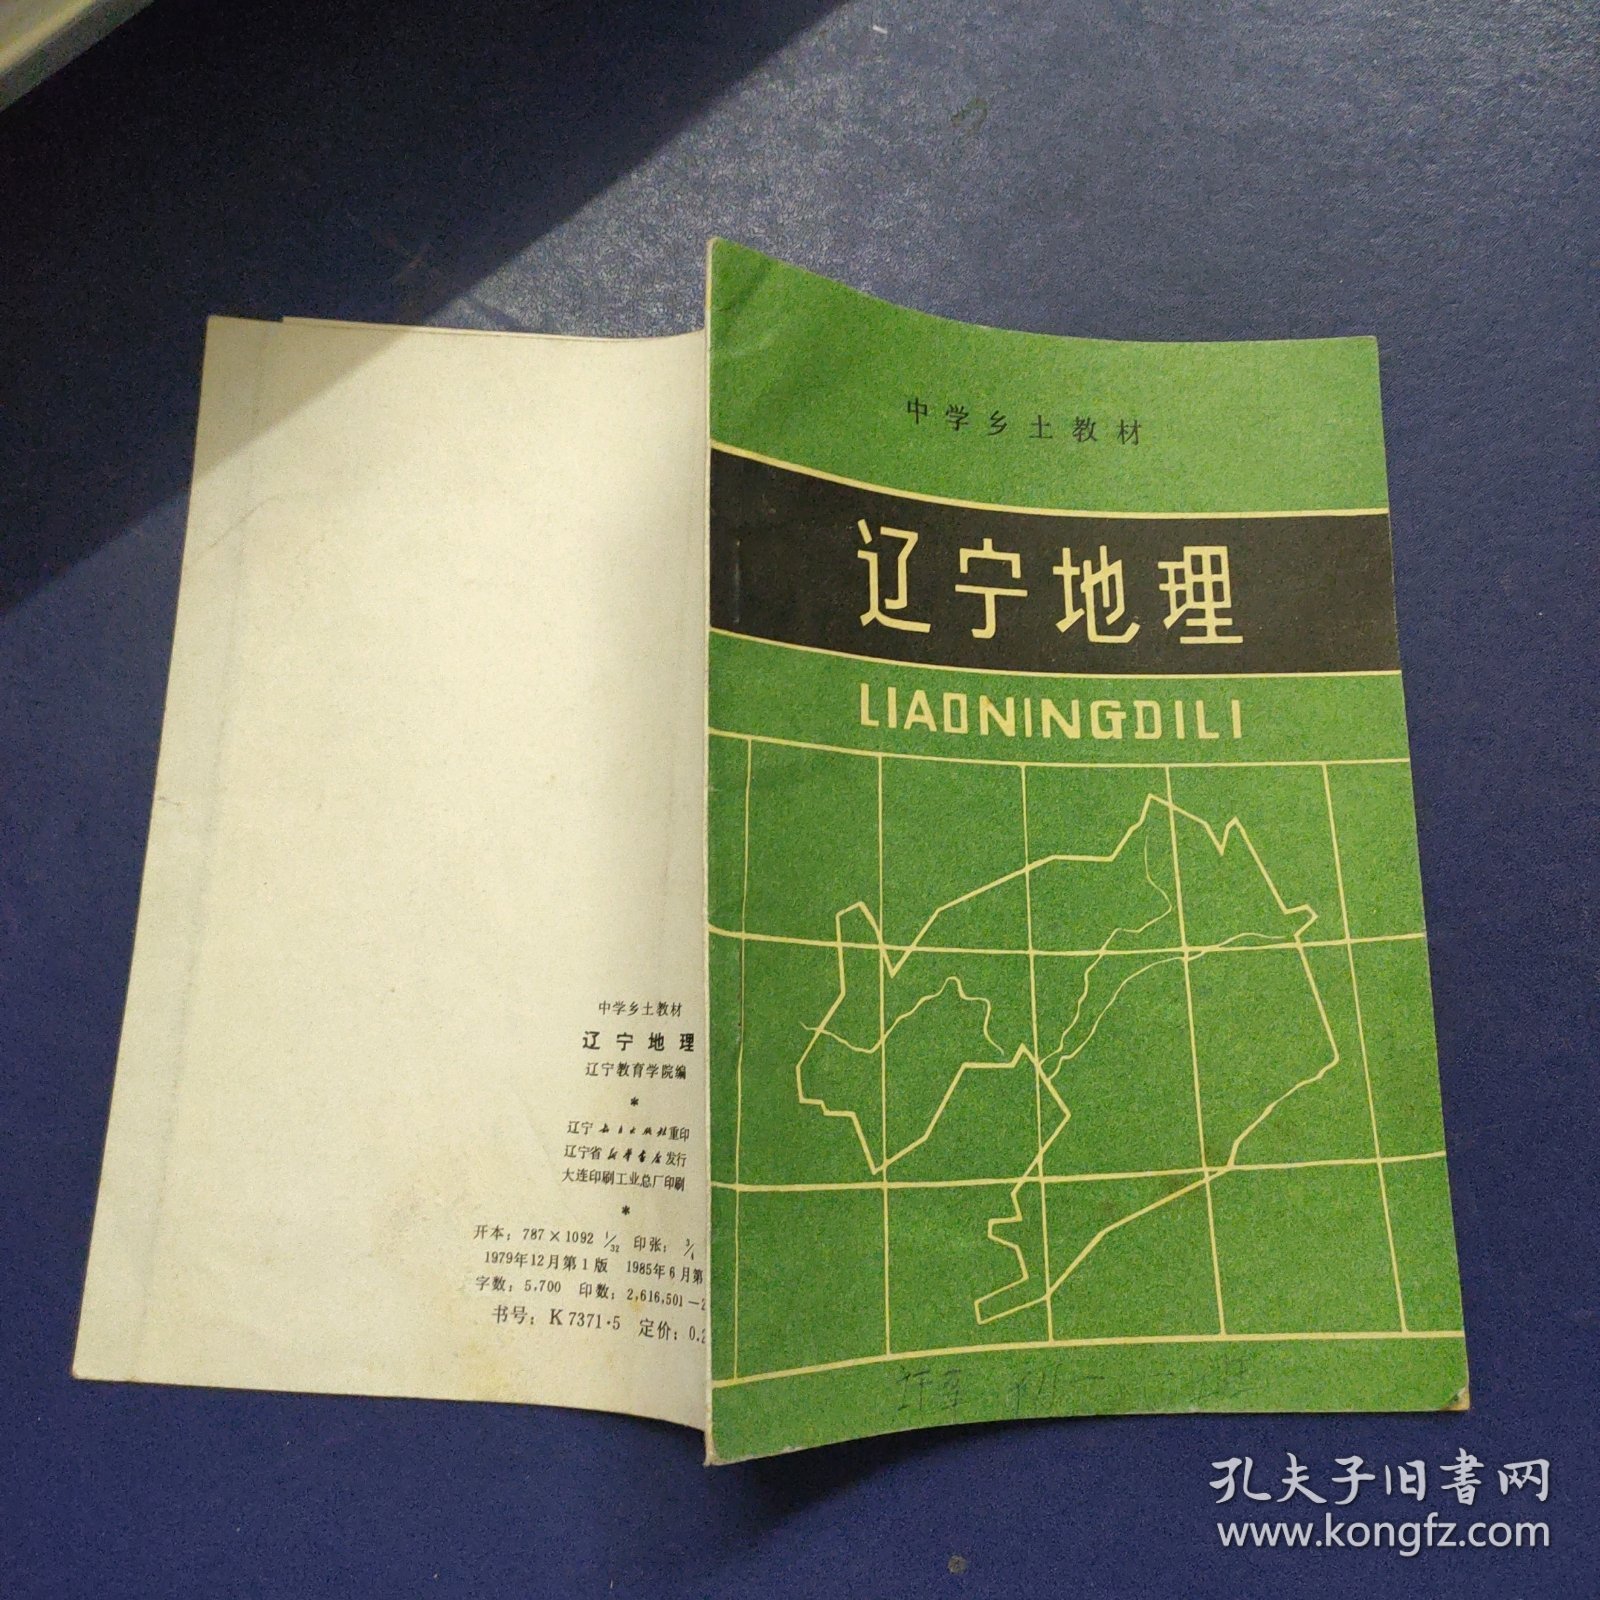 中学乡土教材
辽宁地理
LIAONINGDILI
中学乡土教材
辽宁地理
辽宁教育学院编
*
辽宁人民出版社重印
辽宁省新华书店发行
大连印刷工业总厂印刷
*
开本：787×1092 1/32 印张：3/4
1979年12月第1版 1985年6月第
字数：5,700 印数：2,616,501—2
书号：K7371·5 定价：0.2
孔夫子旧书网
www.kongfz.com